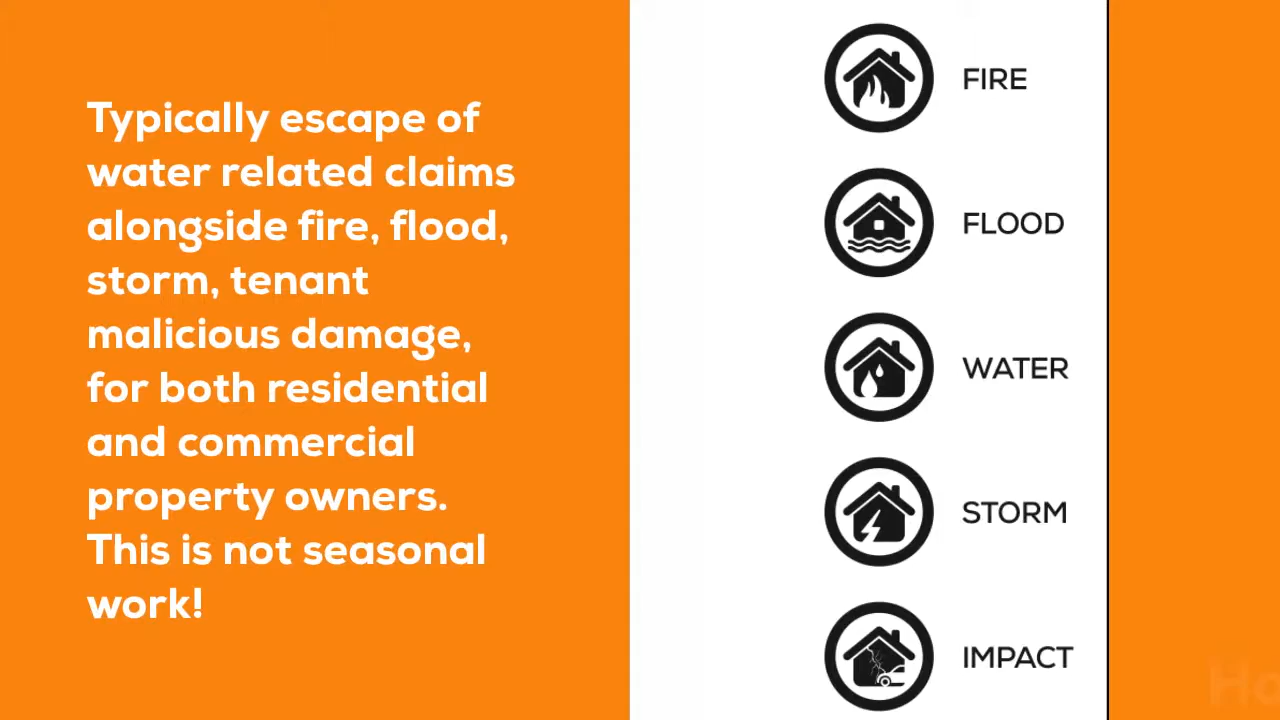 Typically escape of
water related claims
alongside fire, flood,
storm, tenant
malicious damage,
for both residential
and commercial
property owners.
This is not seasonal
work!
FIRE
FLOOD
WATER
STORM
IMPACT